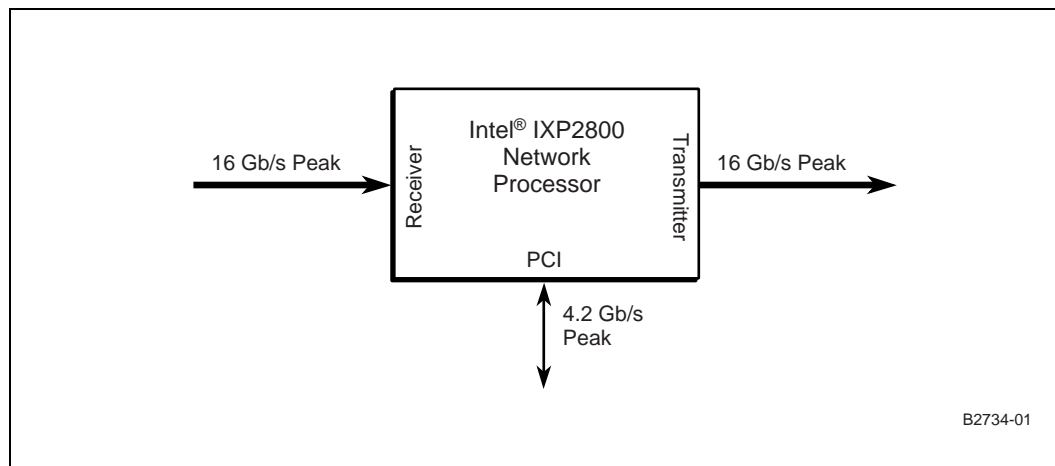 Intel® IXP2800
Network
Processor
16 Gb/s Peak
Receiver
Transmitter
16 Gb/s Peak
PCI
4.2 Gb/s
Peak
B2734-01